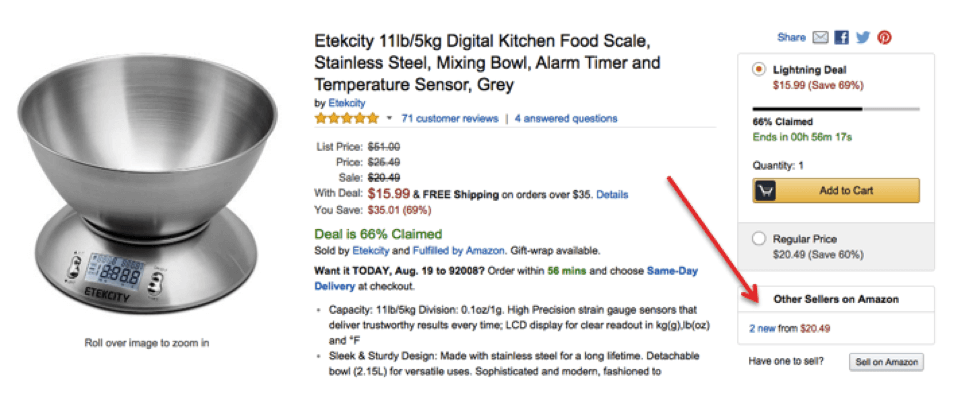 Etekcity 11lb/5kg Digital Kitchen Food Scale,
Stainless Steel, Mixing Bowl, Alarm Timer and
Temperature Sensor, Grey
by Etekcity
71 customer reviews | 4 answered questions
List Price: $51.00
Price: $26.49
Sale: $20.49
With Deal: $15.99 & FREE Shipping on orders over $35. Details
You Save: $35.01 (69%)
Deal is 66% Claimed
Sold by Etekcity and Fulfilled by Amazon. Gift-wrap available.
Want it TODAY, Aug. 19 to 92008? Order within 56 mins and choose Same-Day
Delivery at checkout.
Capacity: 11lb/5kg Division: 0.1oz/1g. High Precision strain gauge sensors that
deliver trustworthy results every time; LCD display for clear readout in kg(g),lb(oz)
and °F
Sleek & Sturdy Design: Made with stainless steel for a long lifetime. Detachable
bowl (2.15L) for versatile uses. Sophisticated and modern, fashioned to
ETEKCITY
Roll over image to zoom in
Share
Lightning Deal
$15.99 (Save 69%)
66% Claimed
Ends in 00h 56m 17s
Quantity: 1
Add to Cart
Regular Price
$20.49 (Save 60%)
Other Sellers on Amazon
2 new from $20.49
Have one to sell? Sell on Amazon